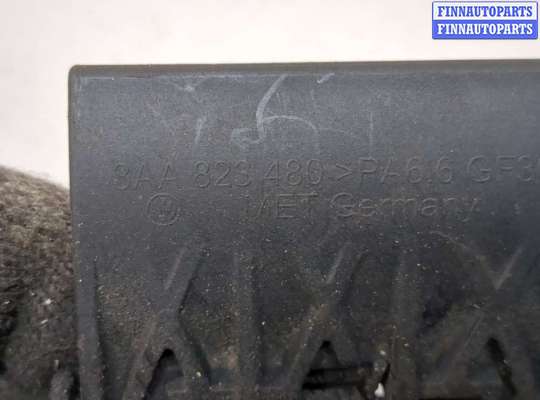 FINNAUTOPARTS
FINNAUTOPARTS
8AA 823 480 >PA6.6 GF3
MET Germany